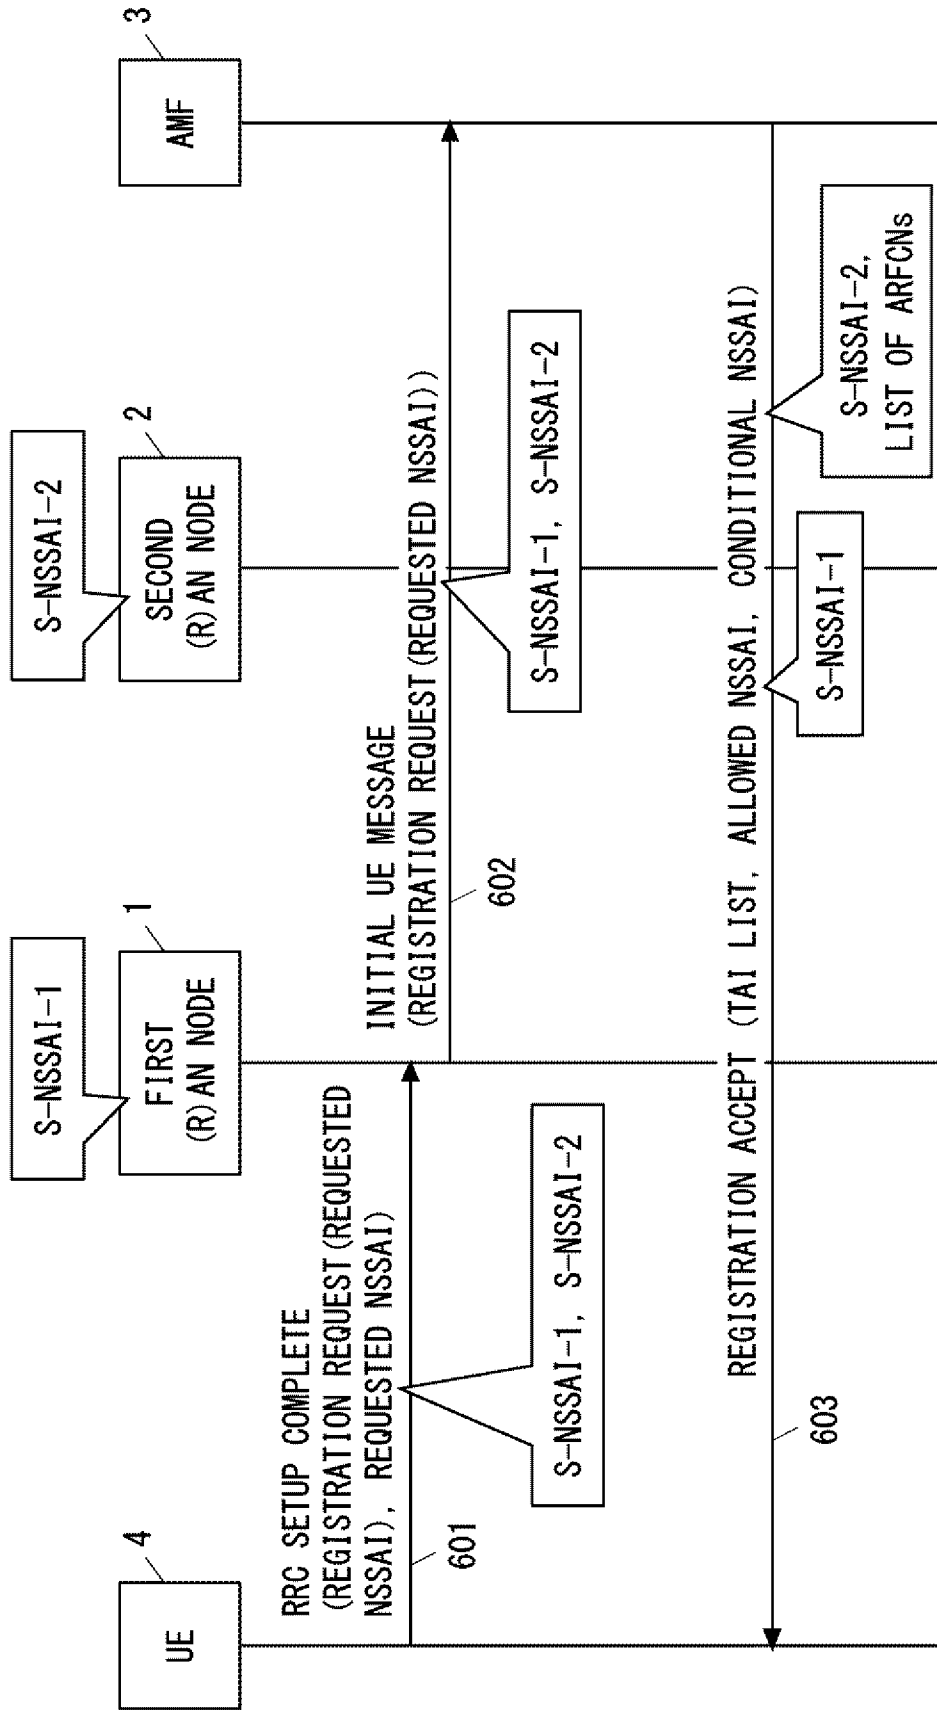 S-NSSAI-1
S-NSSAI-2
4
1
2
3
UE
FIRST
(R)AN NODE
SECOND
(R)AN NODE
AMF
RRC SETUP COMPLETE
(REGISTRATION REQUEST(REQUESTED
NSSAI), REQUESTED NSSAI)
601
S-NSSAI-1, S-NSSAI-2
INITIAL UE MESSAGE
(REGISTRATION REQUEST(REQUESTED NSSAI))
602
S-NSSAI-1, S-NSSAI-2
REGISTRATION ACCEPT (TAI LIST, ALLOWED NSSAI, CONDITIONAL NSSAI)
603
S-NSSAI-1
S-NSSAI-2,
LIST OF ARFCNs